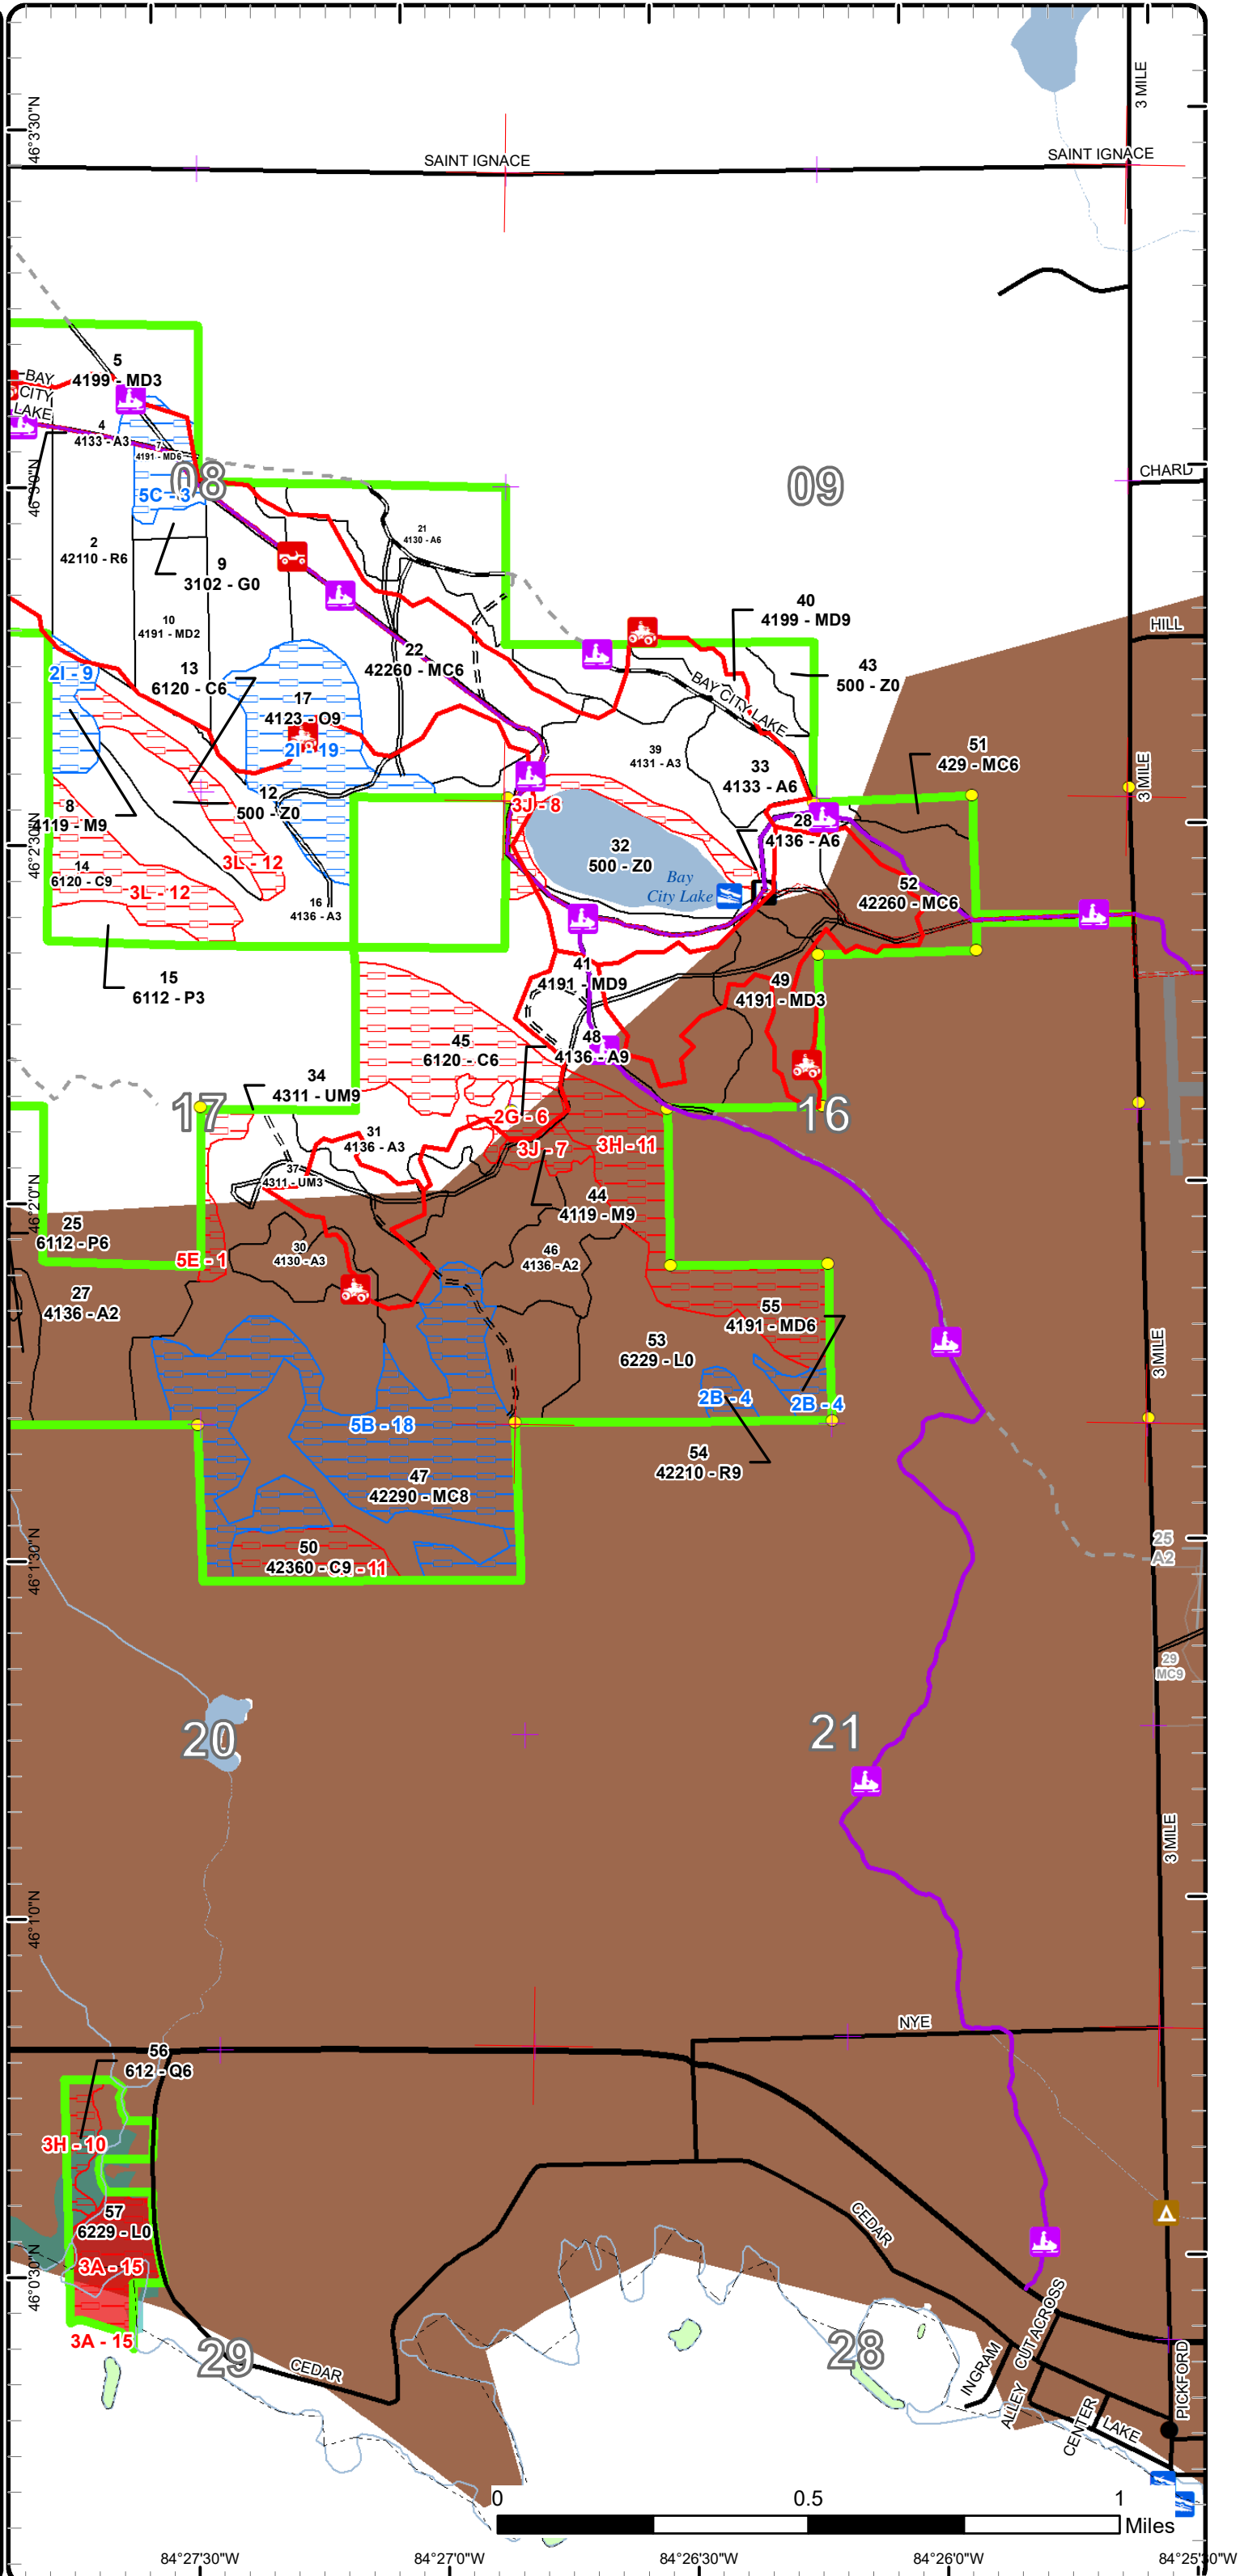 3 MILE
46°3'30"N
SAINT IGNACE
SAINT IGNACE
5
4199 - MD3
BAY
CITY
LAKE
4
4133 - A3
7
4191 - MD6
08
09
CHARD
46°3'0"N
5C - 3
21
4130 - A6
2
42110 - R6
9
3102 - G0
40
4199 - MD9
10
4191 - MD2
HILL
22
42260 - MC6
13
6120 - C6
43
500 - Z0
2I - 9
17
4123 - O9
BAY CITY LAKE
2I - 19
39
4131 - A3
51
429 - MC6
33
4133 - A6
3 MILE
12
500 - Z0
3J - 8
8
4119 - M9
28
4136 - A6
46°2'30"N
32
500 - Z0
14
6120 - C9
3L - 12
3L - 12
Bay
City Lake
52
42260 - MC6
16
4136 - A3
15
6112 - P3
41
4191 - MD9
49
4191 - MD3
45
6120 - C6
48
4136 - A9
34
4311 - UM9
17
16
2G - 6
31
4136 - A3
3J - 7
3H - 11
37
4311 - UM3
46°2'0"N
44
4119 - M9
25
6112 - P6
5E - 1
30
4130 - A3
46
4136 - A2
27
4136 - A2
55
4191 - MD6
53
6229 - L0
3 MILE
2B - 4
2B - 4
5B - 18
54
42210 - R9
47
42290 - MC8
46°1'30"N
50
42360 - C9 - 11
25
A2
29
MC9
20
21
3 MILE
46°1'0"N
NYE
56
612 - Q6
3H - 10
57
6229 - L0
3A - 15
46°0'30"N
CEDAR
3A - 15
29
CEDAR
28
INGRAM
CUT ACROSS
ALLEY
CENTER
LAKE
PICKFORD
0 0.5 1
Miles
84°27'30"W 84°27'0"W 84°26'30"W 84°26'0"W 84°25'30"W